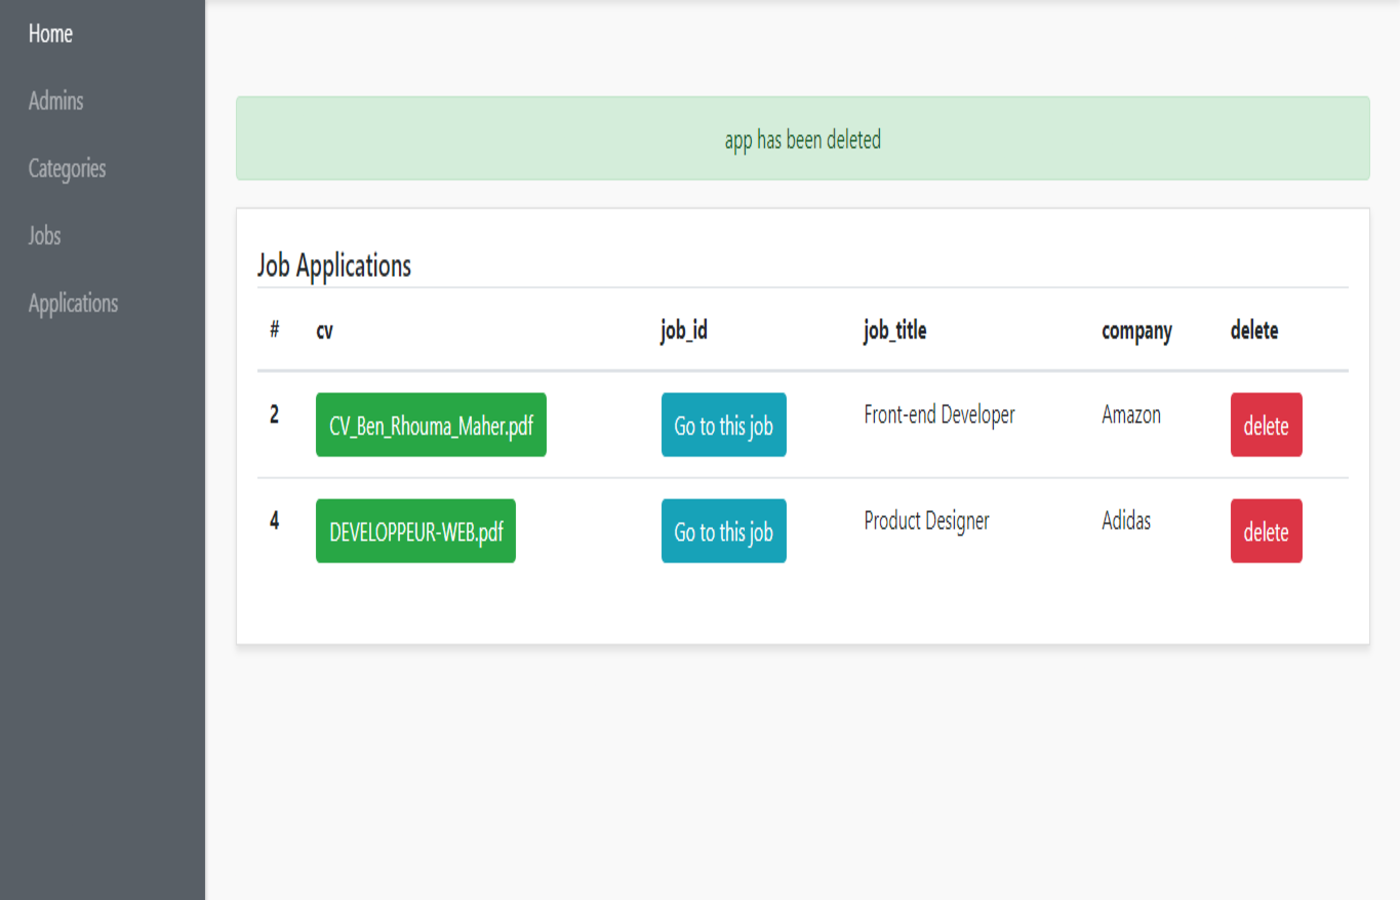 Home
Admins
Categories
Jobs
Applications
app has been deleted
Job Applications
# cv job_id job_title company delete
2 CV_Ben_Rhouma_Maher.pdf Go to this job Front-end Developer Amazon delete
4 DEVELOPPEUR-WEB.pdf Go to this job Product Designer Adidas delete